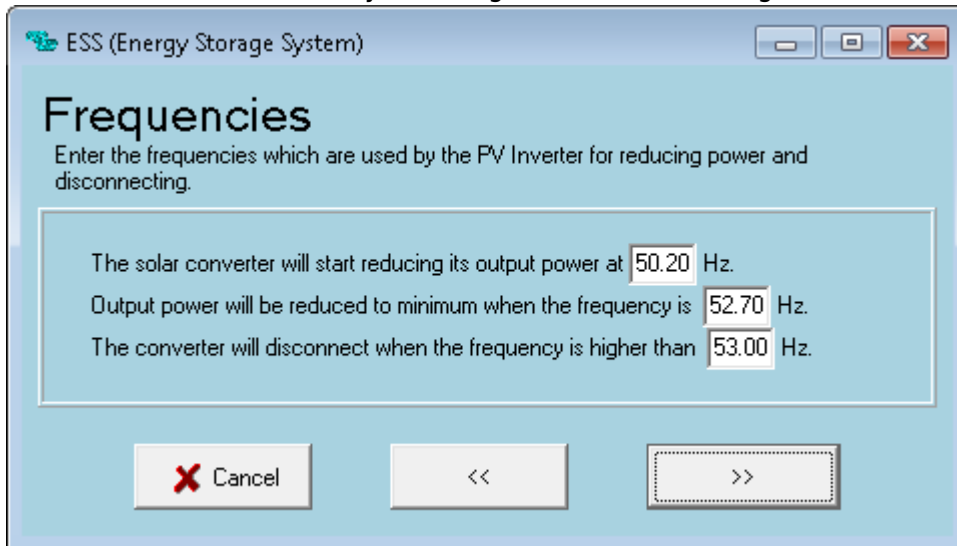 ESS (Energy Storage System)
Frequencies
Enter the frequencies which are used by the PV Inverter for reducing power and
disconnecting.
The solar converter will start reducing its output power at 50.20 Hz.
Output power will be reduced to minimum when the frequency is 52.70 Hz.
The converter will disconnect when the frequency is higher than 53.00 Hz.
Cancel << >>